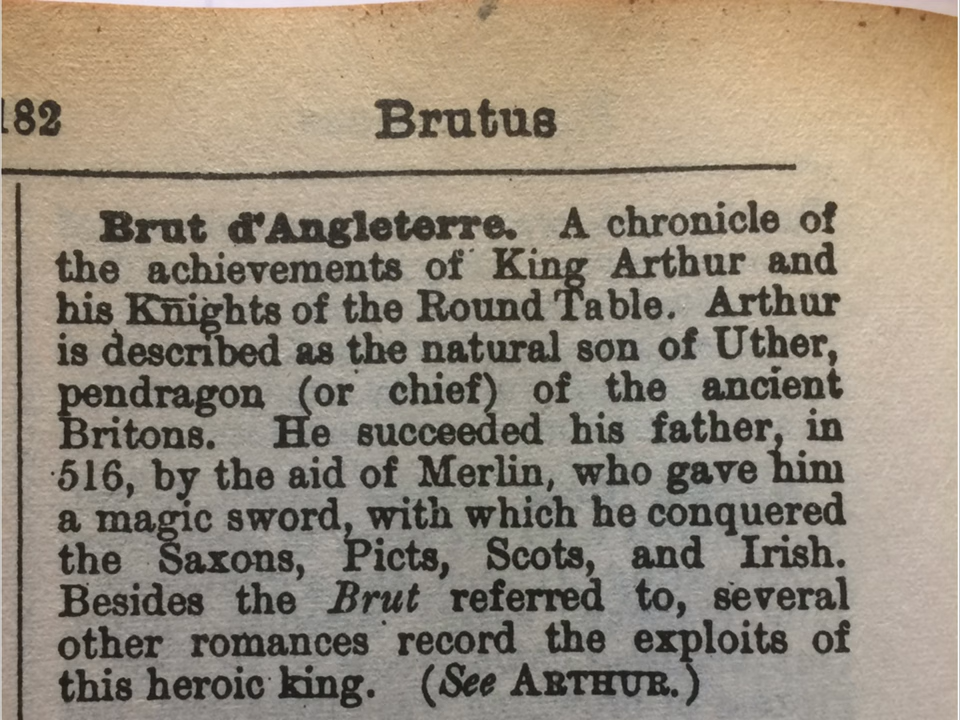 182 Brutus
Brut d'Angleterre. A chronicle of
the achievements of King Arthur and
his Knights of the Round Table. Arthur
is described as the natural son of Uther,
pendragon (or chief) of the ancient
Britons. He succeeded his father, in
516, by the aid of Merlin, who gave him
a magic sword, with which he conquered
the Saxons, Picts, Scots, and Irish.
Besides the Brut referred to, several
other romances record the exploits of
this heroic king. (See ARTHUR.)